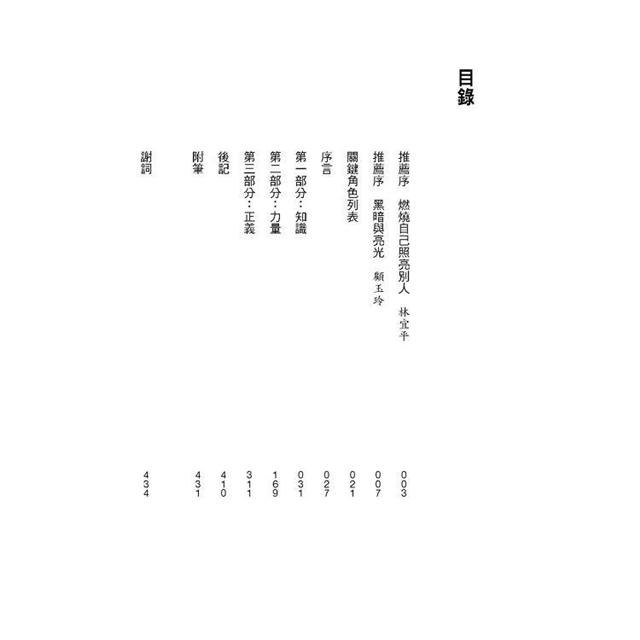 目錄
推薦序　燃燒自己照亮別人　林宜平　003
推薦序　黑暗與亮光　顧玉玲　007
關鍵角色列表　021
序言　027
第一部分：知識　031
第二部分：力量　169
第三部分：正義　311
後記　410
附筆　431
謝詞　434